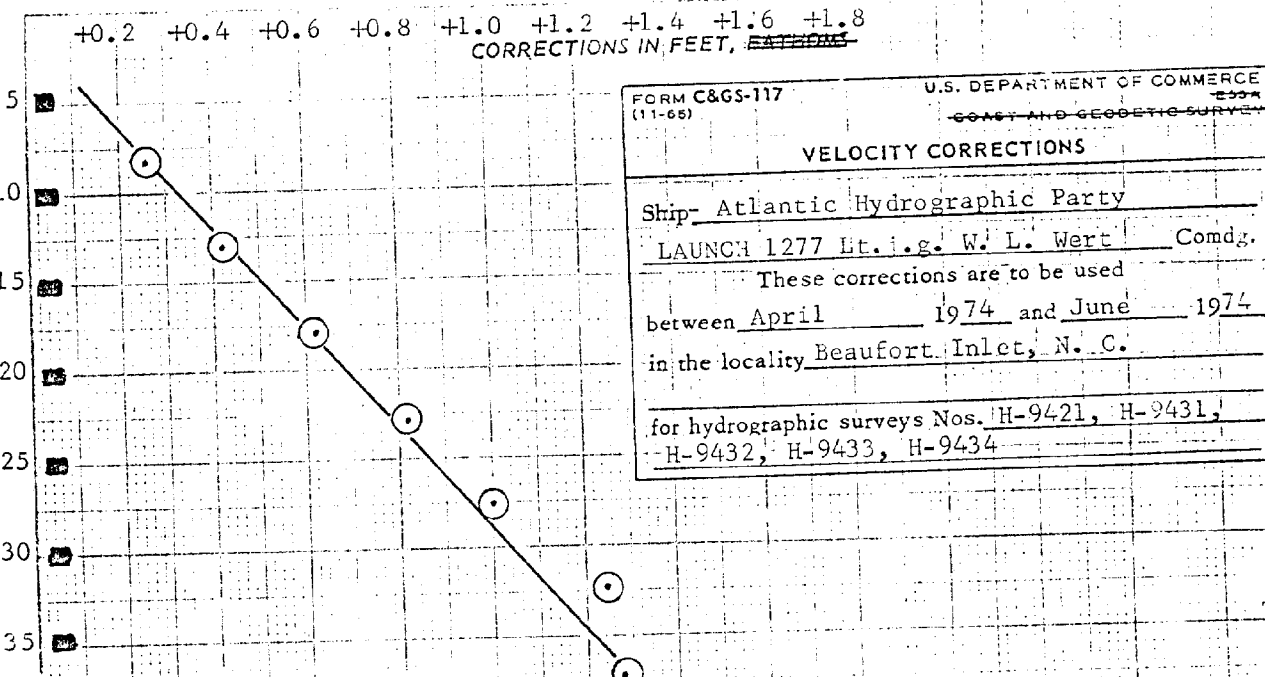 +0.2 +0.4 +0.6 +0.8 +1.0 +1.2 +1.4 +1.6 +1.8
CORRECTIONS IN FEET, FATHOMS
5
10
15
20
25
30
35
FORM C&GS-117
(11-65)
U.S. DEPARTMENT OF COMMERCE
ESSA
COAST AND GEODETIC SURVEY
VELOCITY CORRECTIONS
Ship- Atlantic Hydrographic Party
LAUNCH 1277 Lt.j.g. W. L. Wert Comdg.
These corrections are to be used
between April 1974 and June 1974
in the locality Beaufort Inlet, N. C.
for hydrographic surveys Nos. H-9421, H-9431,
H-9432, H-9433, H-9434